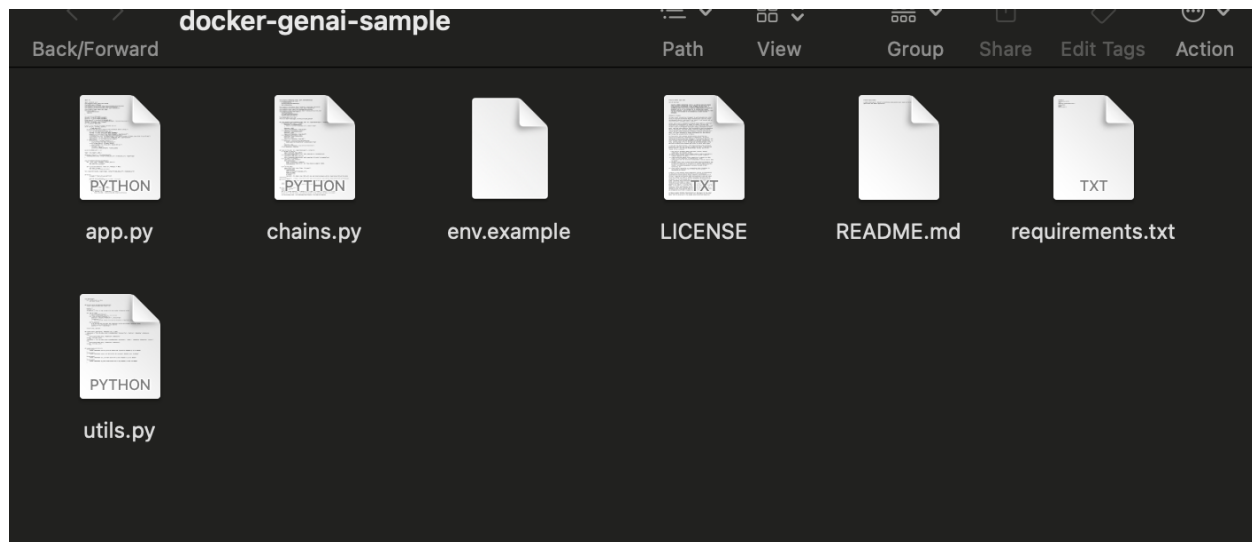 docker-genai-sample
Back/Forward
Path
View
Group
Share
Edit Tags
Action
PYTHON
PYTHON
TXT
TXT
app.py
chains.py
env.example
LICENSE
README.md
requirements.txt
PYTHON
utils.py